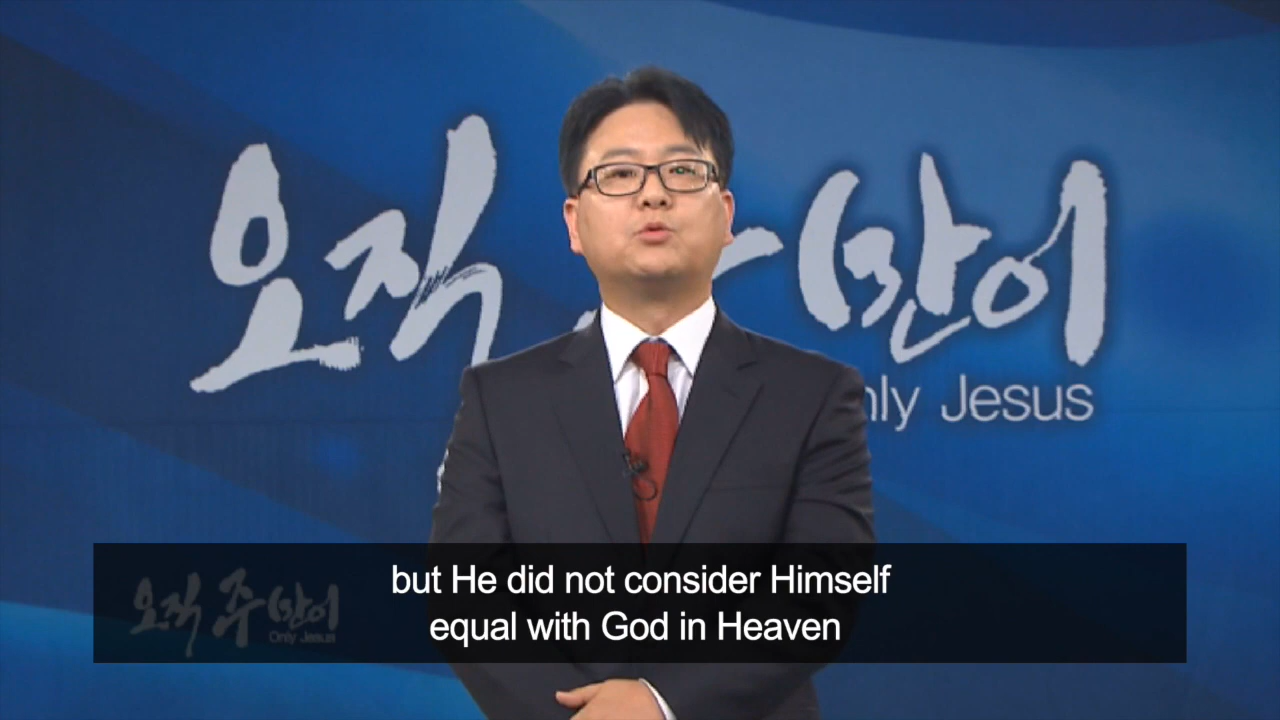 오직 만이
nly Jesus
but He did not consider Himself
equal with God in Heaven
오직 주 만이
Only Jesus